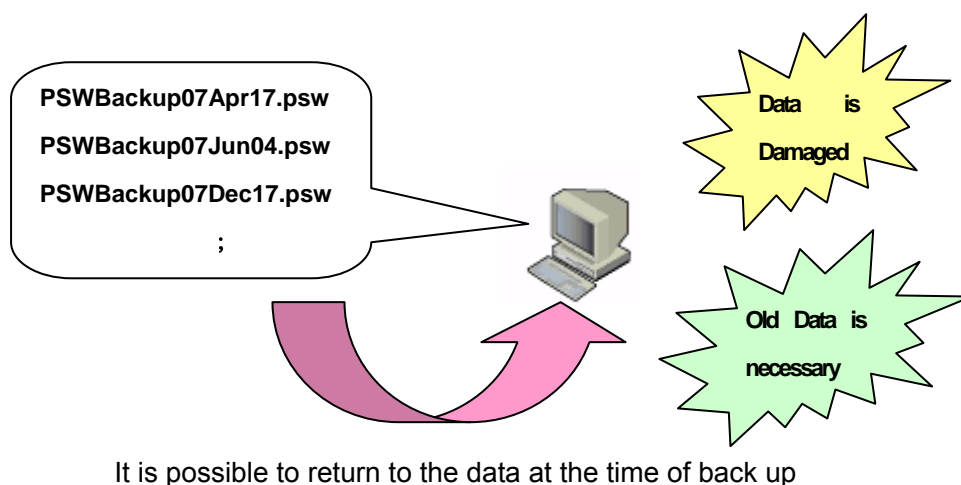 PSWBackup07Apr17.psw
PSWBackup07Jun04.psw
PSWBackup07Dec17.psw
;
Data is
Damaged
Old Data is
necessary
It is possible to return to the data at the time of back up